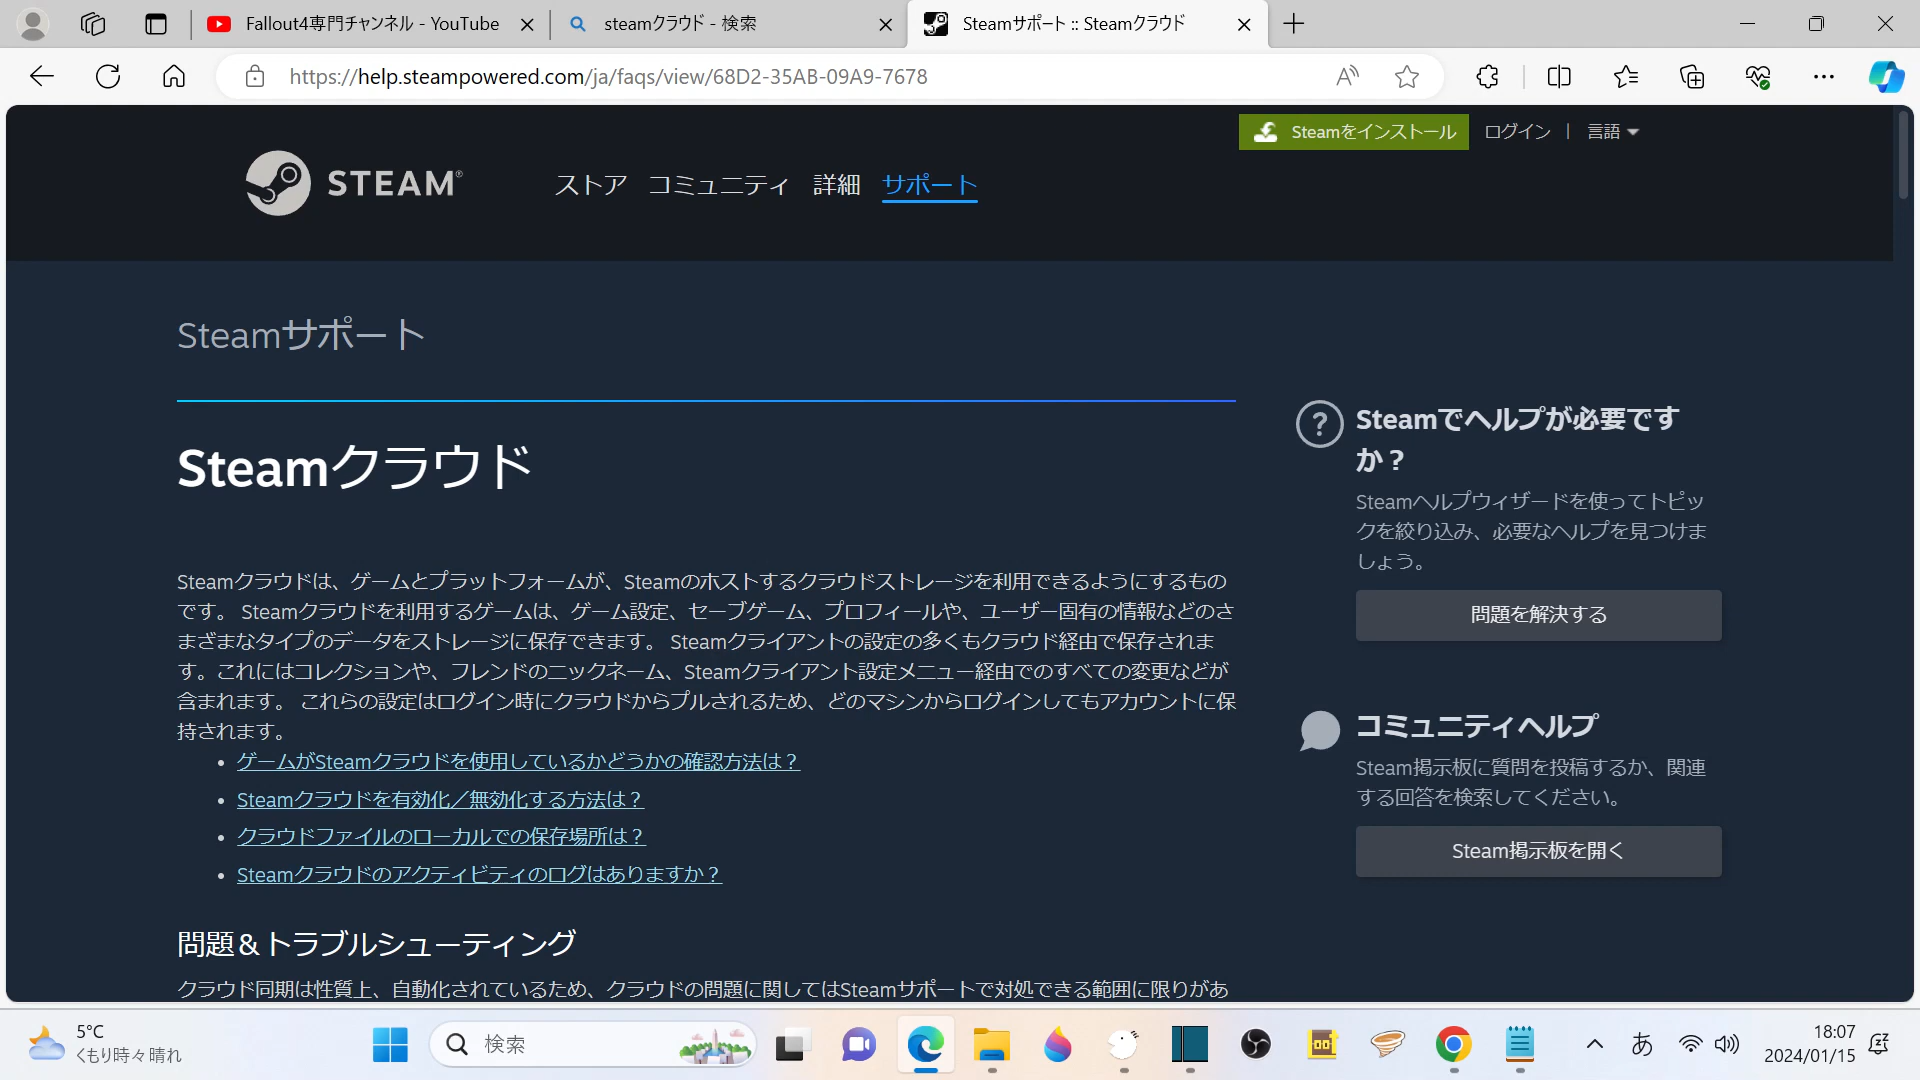 Fallout4専門チャンネル - YouTube
steamクラウド - 検索
Steamサポート :: Steamクラウド
https://help.steampowered.com/ja/faqs/view/68D2-35AB-09A9-7678
Steamをインストール
ログイン | 言語
STEAM®
ストア コミュニティ 詳細 サポート
Steamサポート
Steamクラウド
Steamクラウドは、ゲームとプラットフォームが、Steamのホストするクラウドストレージを利用できるようにするもの
です。 Steamクラウドを利用するゲームは、ゲーム設定、セーブゲーム、プロフィールや、ユーザー固有の情報などのさ
まざまなタイプのデータをストレージに保存できます。 Steamクライアントの設定の多くもクラウド経由で保存されま
す。これにはコレクションや、フレンドのニックネーム、Steamクライアント設定メニュー経由でのすべての変更などが
含まれます。 これらの設定はログイン時にクラウドからプルされるため、どのマシンからログインしてもアカウントに保
持されます。
• ゲームがSteamクラウドを使用しているかどうかの確認方法は？
• Steamクラウドを有効化／無効化する方法は？
• クラウドファイルのローカルでの保存場所は？
• Steamクラウドのアクティビティのログはありますか？
問題＆トラブルシューティング
クラウド同期は性質上、自動化されているため、クラウドの問題に関してはSteamサポートで対処できる範囲に限りがあ
Steamでヘルプが必要です
か？
Steamヘルプウィザードを使ってトピッ
クを絞り込み、必要なヘルプを見つけま
しょう。
問題を解決する
コミュニティヘルプ
Steam掲示板に質問を投稿するか、関連
する回答を検索してください。
Steam掲示板を開く
5°C
くもり時々晴れ
検索
あ
18:07
2024/01/15